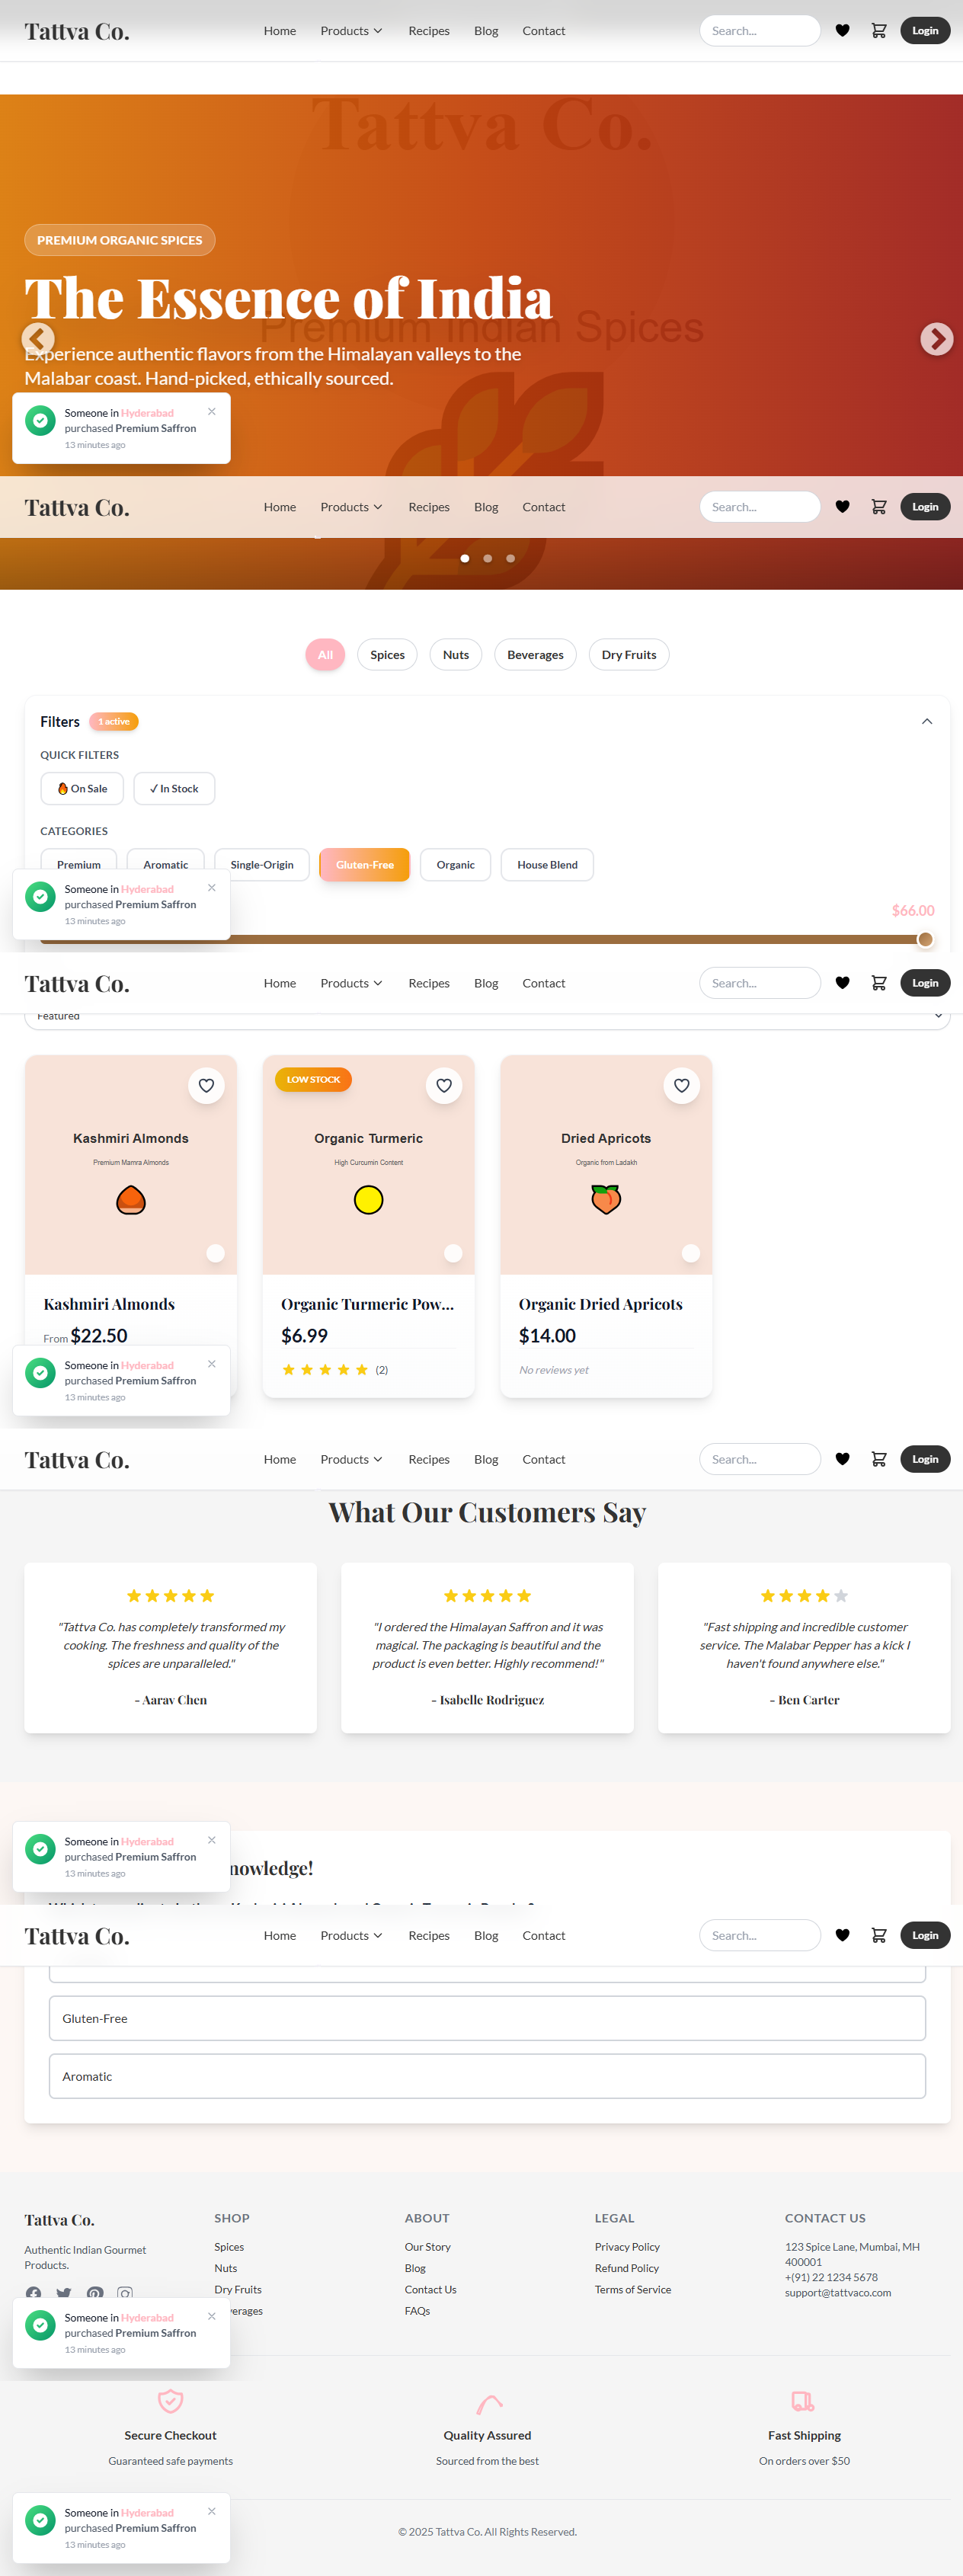 Tattva Co.
Home Products Recipes Blog Contact
Search...
Login
Tattva Co.
PREMIUM ORGANIC SPICES
The Essence of India
Premium Indian Spices
Experience authentic flavors from the Himalayan valleys to the
Malabar coast. Hand-picked, ethically sourced.
Someone in Hyderabad
purchased Premium Saffron
13 minutes ago
Tattva Co.
Home Products Recipes Blog Contact
Search...
Login
All Spices Nuts Beverages Dry Fruits
Filters 1 active
QUICK FILTERS
On Sale ✓ In Stock
CATEGORIES
Premium Aromatic Single-Origin Gluten-Free Organic House Blend
Someone in Hyderabad
purchased Premium Saffron
13 minutes ago
$66.00
Tattva Co.
Home Products Recipes Blog Contact
Search...
Login
Featured
Kashmiri Almonds
Premium Mamra Almonds
Kashmiri Almonds
From $22.50
LOW STOCK
Organic Turmeric
High Curcumin Content
Organic Turmeric Pow...
$6.99
(2)
Dried Apricots
Organic from Ladakh
Organic Dried Apricots
$14.00
No reviews yet
Someone in Hyderabad
purchased Premium Saffron
13 minutes ago
Tattva Co.
Home Products Recipes Blog Contact
Search...
Login
What Our Customers Say
"Tattva Co. has completely transformed my
cooking. The freshness and quality of the
spices are unparalleled."
- Aarav Chen
"I ordered the Himalayan Saffron and it was
magical. The packaging is beautiful and the
product is even better. Highly recommend!"
- Isabelle Rodriguez
"Fast shipping and incredible customer
service. The Malabar Pepper has a kick I
haven't found anywhere else."
- Ben Carter
Someone in Hyderabad
purchased Premium Saffron
13 minutes ago
nowledge!
Tattva Co.
Home Products Recipes Blog Contact
Search...
Login
Gluten-Free
Aromatic
Tattva Co.
Authentic Indian Gourmet
Products.
SHOP
Spices
Nuts
Dry Fruits
verages
ABOUT
Our Story
Blog
Contact Us
FAQs
LEGAL
Privacy Policy
Refund Policy
Terms of Service
CONTACT US
123 Spice Lane, Mumbai, MH
400001
+(91) 22 1234 5678
support@tattvaco.com
Someone in Hyderabad
purchased Premium Saffron
13 minutes ago
Secure Checkout
Guaranteed safe payments
Quality Assured
Sourced from the best
Fast Shipping
On orders over $50
Someone in Hyderabad
purchased Premium Saffron
13 minutes ago
© 2025 Tattva Co. All Rights Reserved.